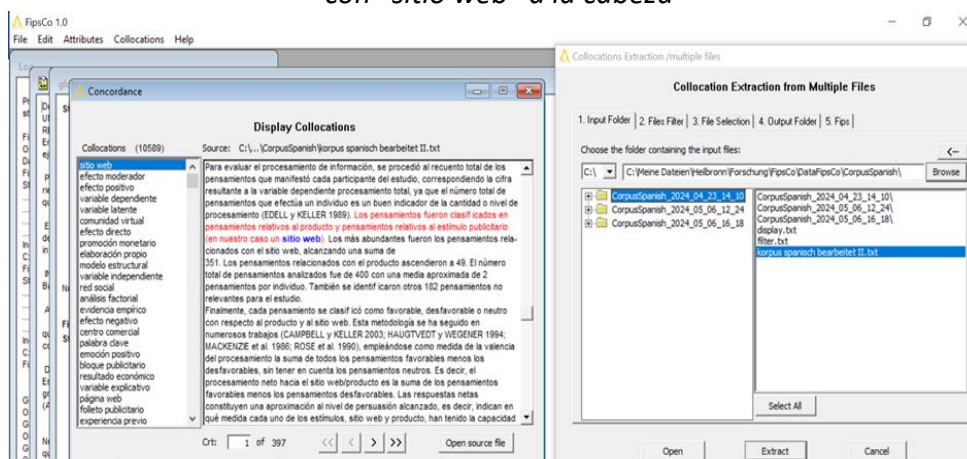 con "sitio web" a la cabeza
FipsCo 1.0
File Edit Attributes Collocations Help
Concordance
Display Collocations
Collocations (10589)
Source: C:\...\CorpusSpanish\korpus spanisch bearbeitet II.txt
sitio web
efecto moderador
efecto positivo
variable dependiente
variable latente
comunidad virtual
efecto directo
promoción monetario
elaboración propio
modelo estructural
variable independiente
red social
análisis factorial
evidencia empírico
efecto negativo
centro comercial
palabra clave
emoción positivo
bloque publicitario
resultado económico
variable explicativo
página web
folleto publicitario
experiencia previo
Para evaluar el procesamiento de información, se procedió al recuento total de los
pensamientos que manifestó cada participante del estudio, correspondiendo la cifra
resultante a la variable dependiente procesamiento total, ya que el número total de
pensamientos que efectúa un individuo es un buen indicador de la cantidad o nivel de
procesamiento (EDELL y KELLER 1989). Los pensamientos fueron clasif icados en
pensamientos relativos al producto y pensamientos relativos al estímulo publicitario
(en nuestro caso un sitio web). Los más abundantes fueron los pensamientos rela-
cionados con el sitio web, alcanzando una suma de
351. Los pensamientos relacionados con el producto ascendieron a 49. El número
total de pensamientos analizados fue de 400 con una media aproximada de 2
pensamientos por individuo. También se identif icaron otros 182 pensamientos no
relevantes para el estudio.
Finalmente, cada pensamiento se clasif icó como favorable, desfavorable o neutro
con respecto al producto y al sitio web. Esta metodología se ha seguido en
numerosos trabajos (CAMPBELL y KELLER 2003; HAUGTVEDT y WEGENER 1994;
MACKENZIE et al. 1986; ROSE et al. 1990), empleándose como medida de la valencia
del procesamiento la suma de todos los pensamientos favorables menos los
desfavorables, sin tener en cuenta los pensamientos neutros. Es decir, el
procesamiento neto hacia el sitio web/producto es la suma de los pensamientos
favorables menos los pensamientos desfavorables. Las respuestas netas
constituyen una aproximación al nivel de persuasión alcanzado, es decir, indican en
qué medida cada uno de los estímulos, sitio web y producto, han tenido la capacidad
Crt: 1 of 397 << < > >> Open source file
Collocations Extraction /multiple files
Collocation Extraction from Multiple Files
1. Input Folder 2. Files Filter 3. File Selection 4. Output Folder 5. Fips
Choose the folder containing the input files:
<--
C:\ C:\Meine Dateien\Heilbronn\Forschung\FipsCo\DataFipsCo\CorpusSpanish\ Browse
CorpusSpanish_2024_04_23_14_10
CorpusSpanish_2024_05_06_12_24
CorpusSpanish_2024_05_06_16_18
CorpusSpanish_2024_04_23_14_10\
CorpusSpanish_2024_05_06_12_24\
CorpusSpanish_2024_05_06_16_18\
display.txt
filter.txt
korpus spanisch bearbeitet II.txt
Select All
Open Extract Cancel